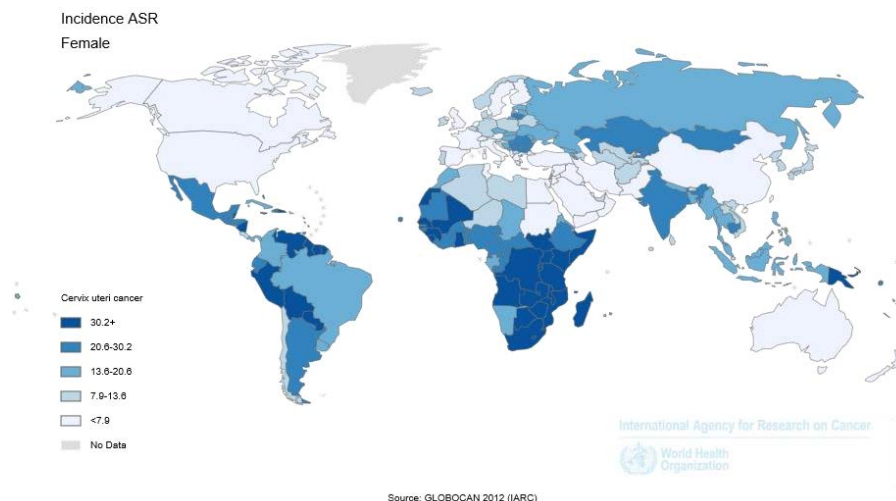 Incidence ASR
Female
Cervix uteri cancer
30.2+
20.6-30.2
13.6-20.6
7.9-13.6
<7.9
No Data
International Agency for Research on Cancer
World Health
Organization
Source: GLOBOCAN 2012 (IARC)